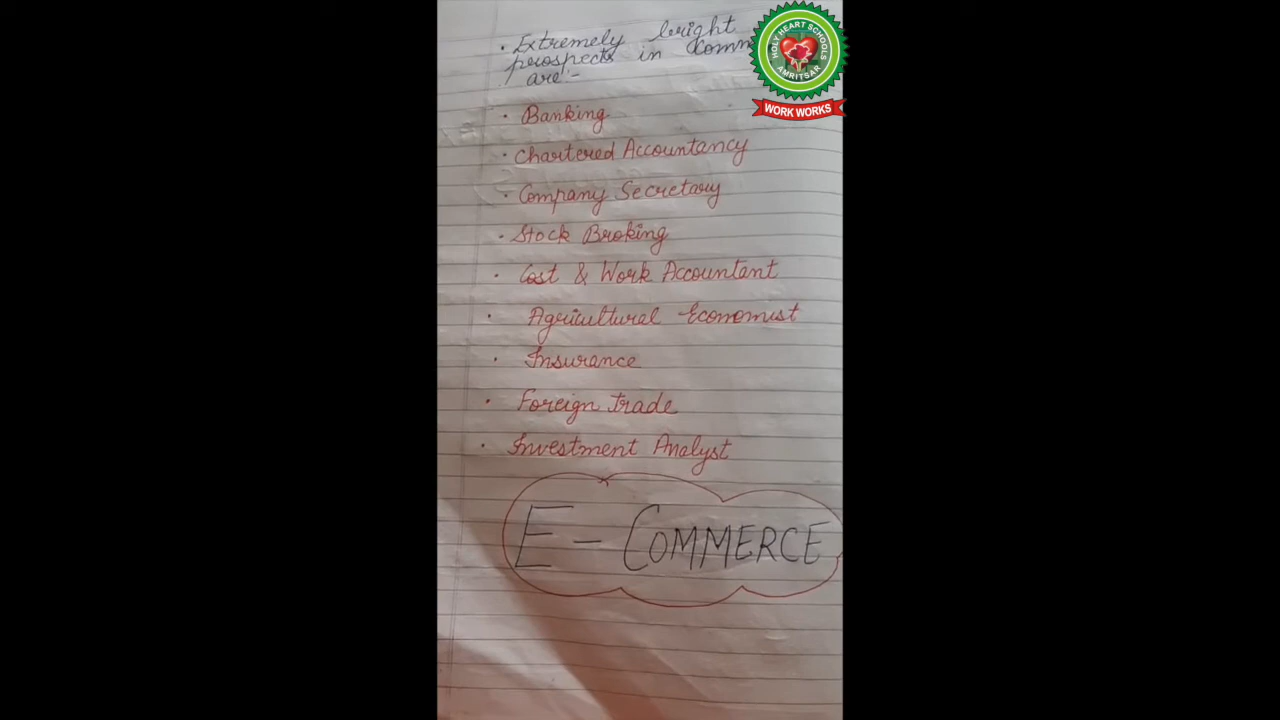 • Extremely bright
prospects in Comm
are:-
• Banking
• Chartered Accountancy
• Company Secretary
• Stock Broking
• Cost & Work Accountant
• Agricultural Economist
• Insurance
• Foreign Trade
• Investment Analyst
E - COMMERCE
HOLY HEART SCHOOLS
AMRITSAR
WORK WORKS